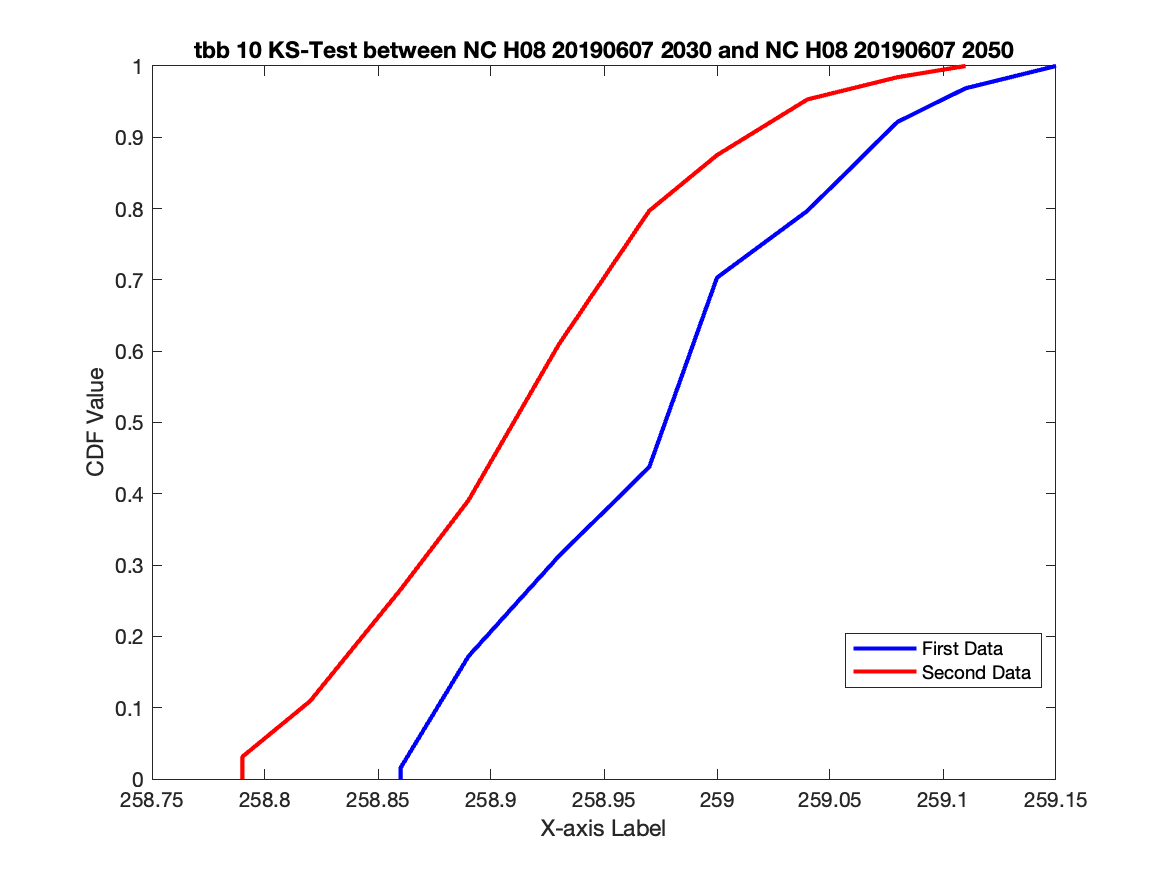 tbb 10 KS-Test between NC H08 20190607 2030 and NC H08 20190607 2050
1
0.9
0.8
0.7
0.6
0.5
0.4
0.3
0.2
0.1
0
CDF Value
First Data
Second Data
258.75 258.8 258.85 258.9 258.95 259 259.05 259.1 259.15
X-axis Label